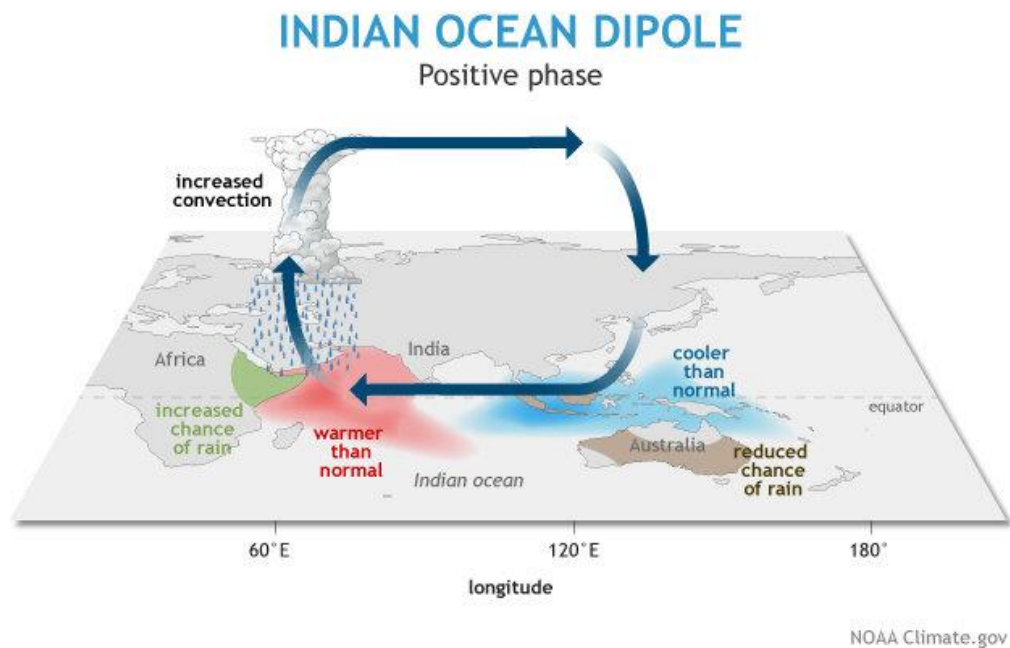 INDIAN OCEAN DIPOLE
Positive phase
increased
convection
Africa
India
cooler
than
normal
equator
increased
chance
of rain
warmer
than
normal
Australia
reduced
chance
of rain
Indian ocean
60°E
120°E
180°
longitude
NOAA Climate.gov